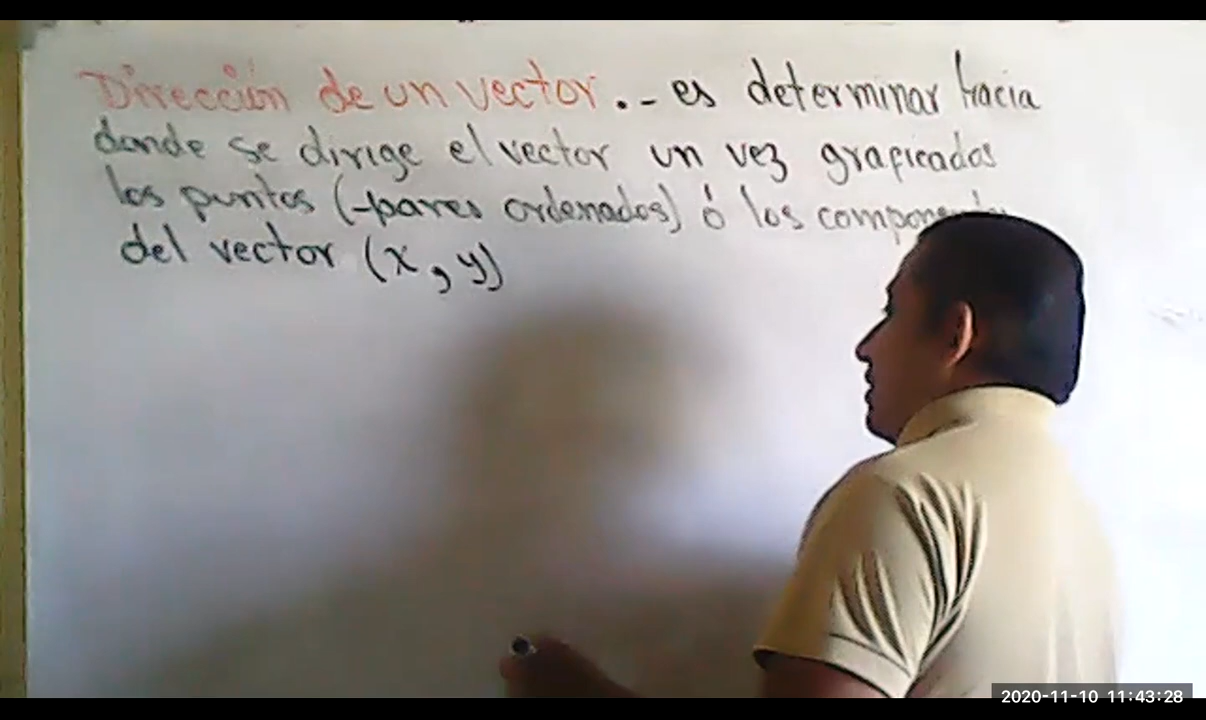 Dirección de un vector.- es determinar hacia
donde se dirige el vector un vez graficados
los puntos (-pares ordenados) ó los
del vector (x, y)
2020-11-10 11:43:28